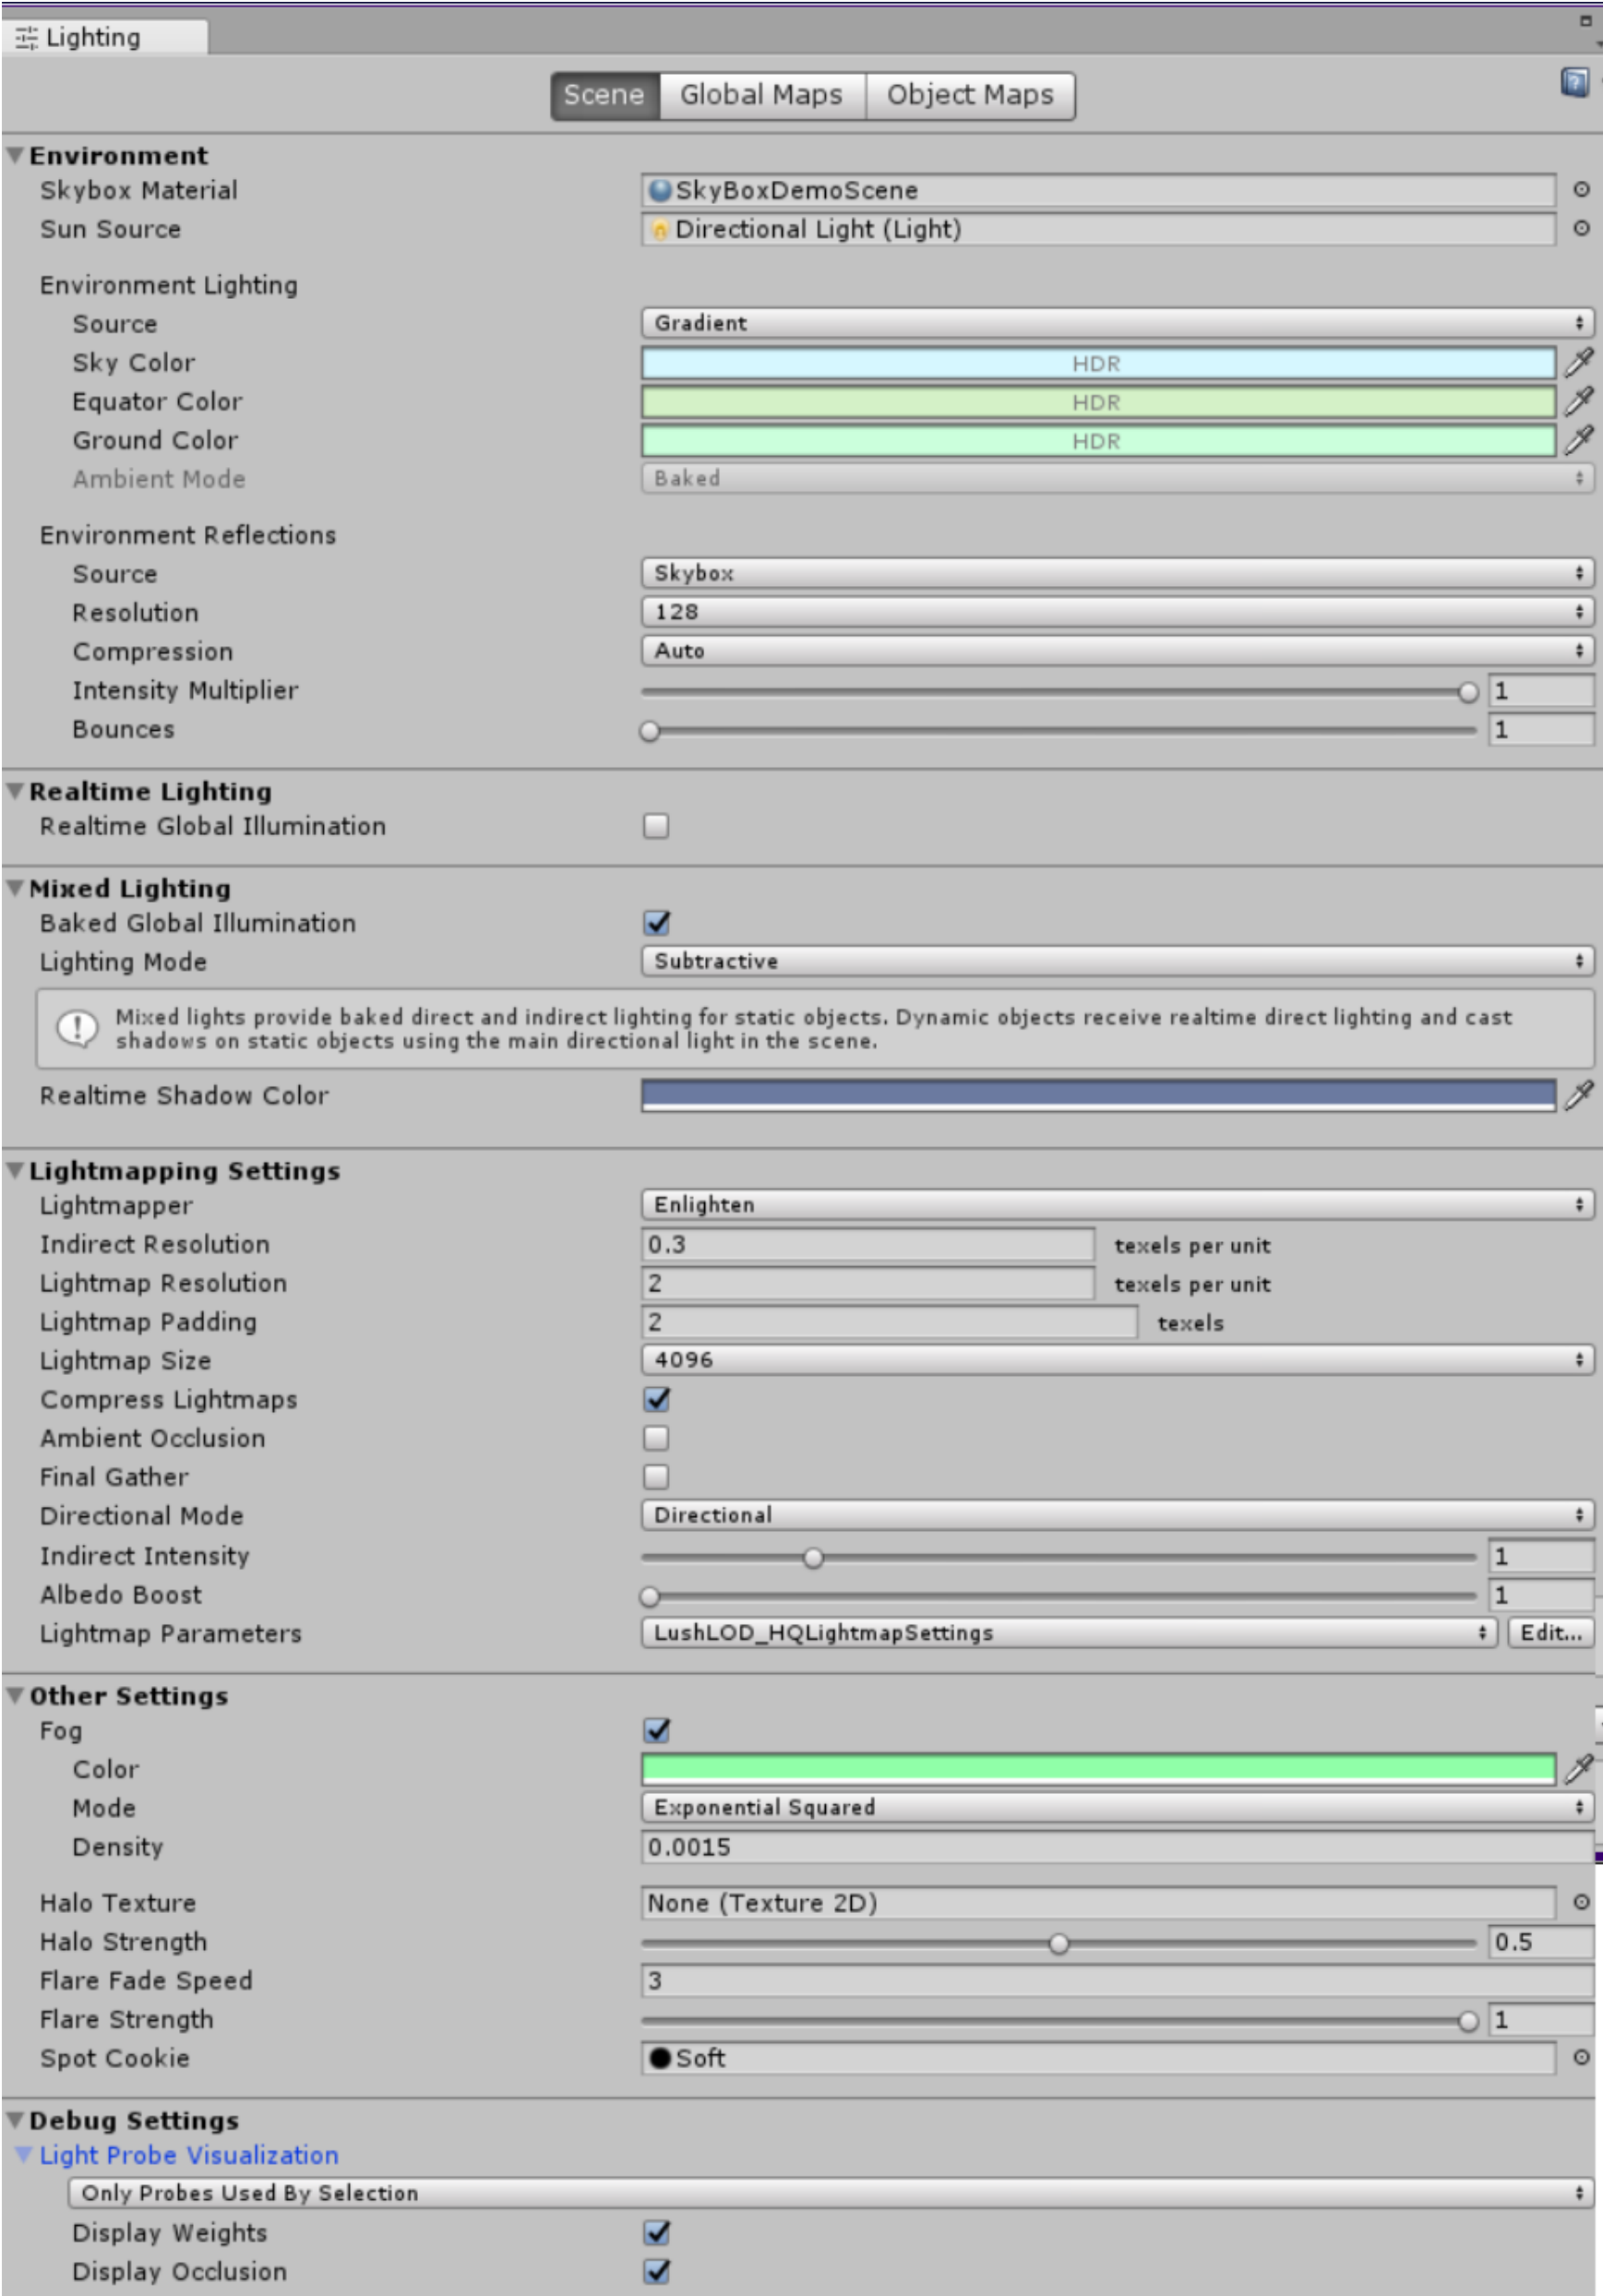 Lighting
Scene Global Maps Object Maps
Environment
Skybox Material SkyBoxDemoScene
Sun Source Directional Light (Light)
Environment Lighting
Source Gradient
Sky Color HDR
Equator Color HDR
Ground Color HDR
Ambient Mode Baked
Environment Reflections
Source Skybox
Resolution 128
Compression Auto
Intensity Multiplier 1
Bounces 1
Realtime Lighting
Realtime Global Illumination
Mixed Lighting
Baked Global Illumination
Lighting Mode Subtractive
Mixed lights provide baked direct and indirect lighting for static objects. Dynamic objects receive realtime direct lighting and cast
shadows on static objects using the main directional light in the scene.
Realtime Shadow Color
Lightmapping Settings
Lightmapper Enlighten
Indirect Resolution 0.3 texels per unit
Lightmap Resolution 2 texels per unit
Lightmap Padding 2 texels
Lightmap Size 4096
Compress Lightmaps
Ambient Occlusion
Final Gather
Directional Mode Directional
Indirect Intensity 1
Albedo Boost 1
Lightmap Parameters LushLOD_HQLightmapSettings Edit...
Other Settings
Fog
Color
Mode Exponential Squared
Density 0.0015
Halo Texture None (Texture 2D)
Halo Strength 0.5
Flare Fade Speed 3
Flare Strength 1
Spot Cookie Soft
Debug Settings
Light Probe Visualization
Only Probes Used By Selection
Display Weights
Display Occlusion